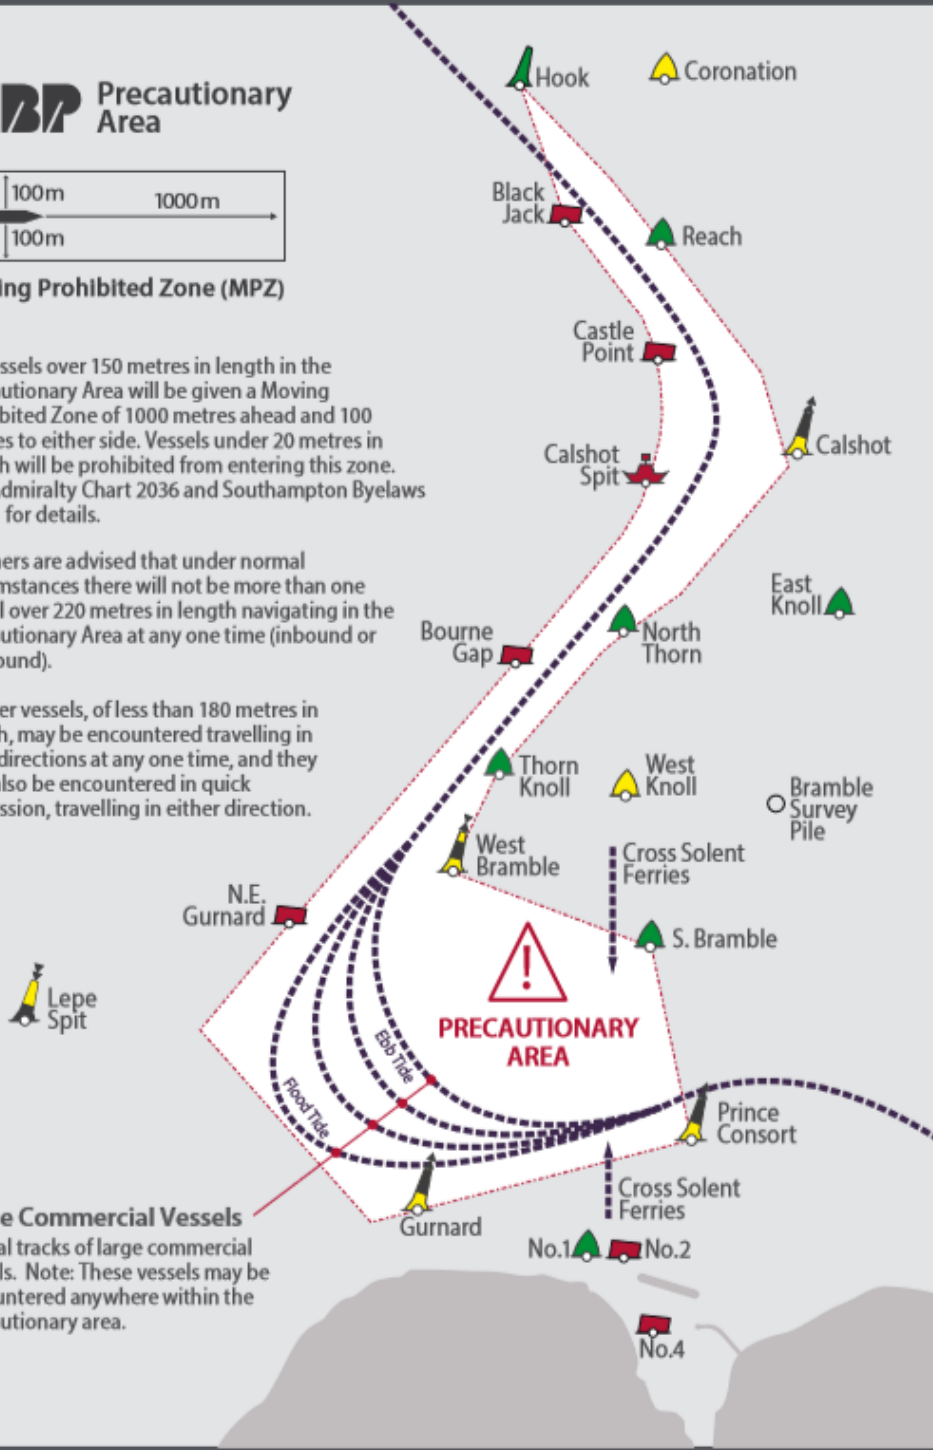 BP
Precautionary
Area
100m
1000m
100m
ing Prohibited Zone (MPZ)
ssels over 150 metres in length in the
autionary Area will be given a Moving
bited Zone of 1000 metres ahead and 100
es to either side. Vessels under 20 metres in
h will be prohibited from entering this zone.
dmiralty Chart 2036 and Southampton Byelaws
for details.
ners are advised that under normal
mstances there will not be more than one
l over 220 metres in length navigating in the
autionary Area at any one time (inbound or
ound).
er vessels, of less than 180 metres in
h, may be encountered travelling in
directions at any one time, and they
also be encountered in quick
ession, travelling in either direction.
Hook
Coronation
Black
Jack
Reach
Castle
Point
Calshot
Calshot
Spit
East
Knoll
North
Thorn
Bourne
Gap
Thorn
Knoll
West
Knoll
Bramble
Survey
Pile
West
Bramble
Cross Solent
Ferries
N.E.
Gurnard
S. Bramble
Lepe
Spit
PRECAUTIONARY
AREA
Ebb Tide
Flood Tide
Prince
Consort
Cross Solent
Ferries
Gurnard
No.1
No.2
No.4
e Commercial Vessels
al tracks of large commercial
ls. Note: These vessels may be
untered anywhere within the
utionary area.